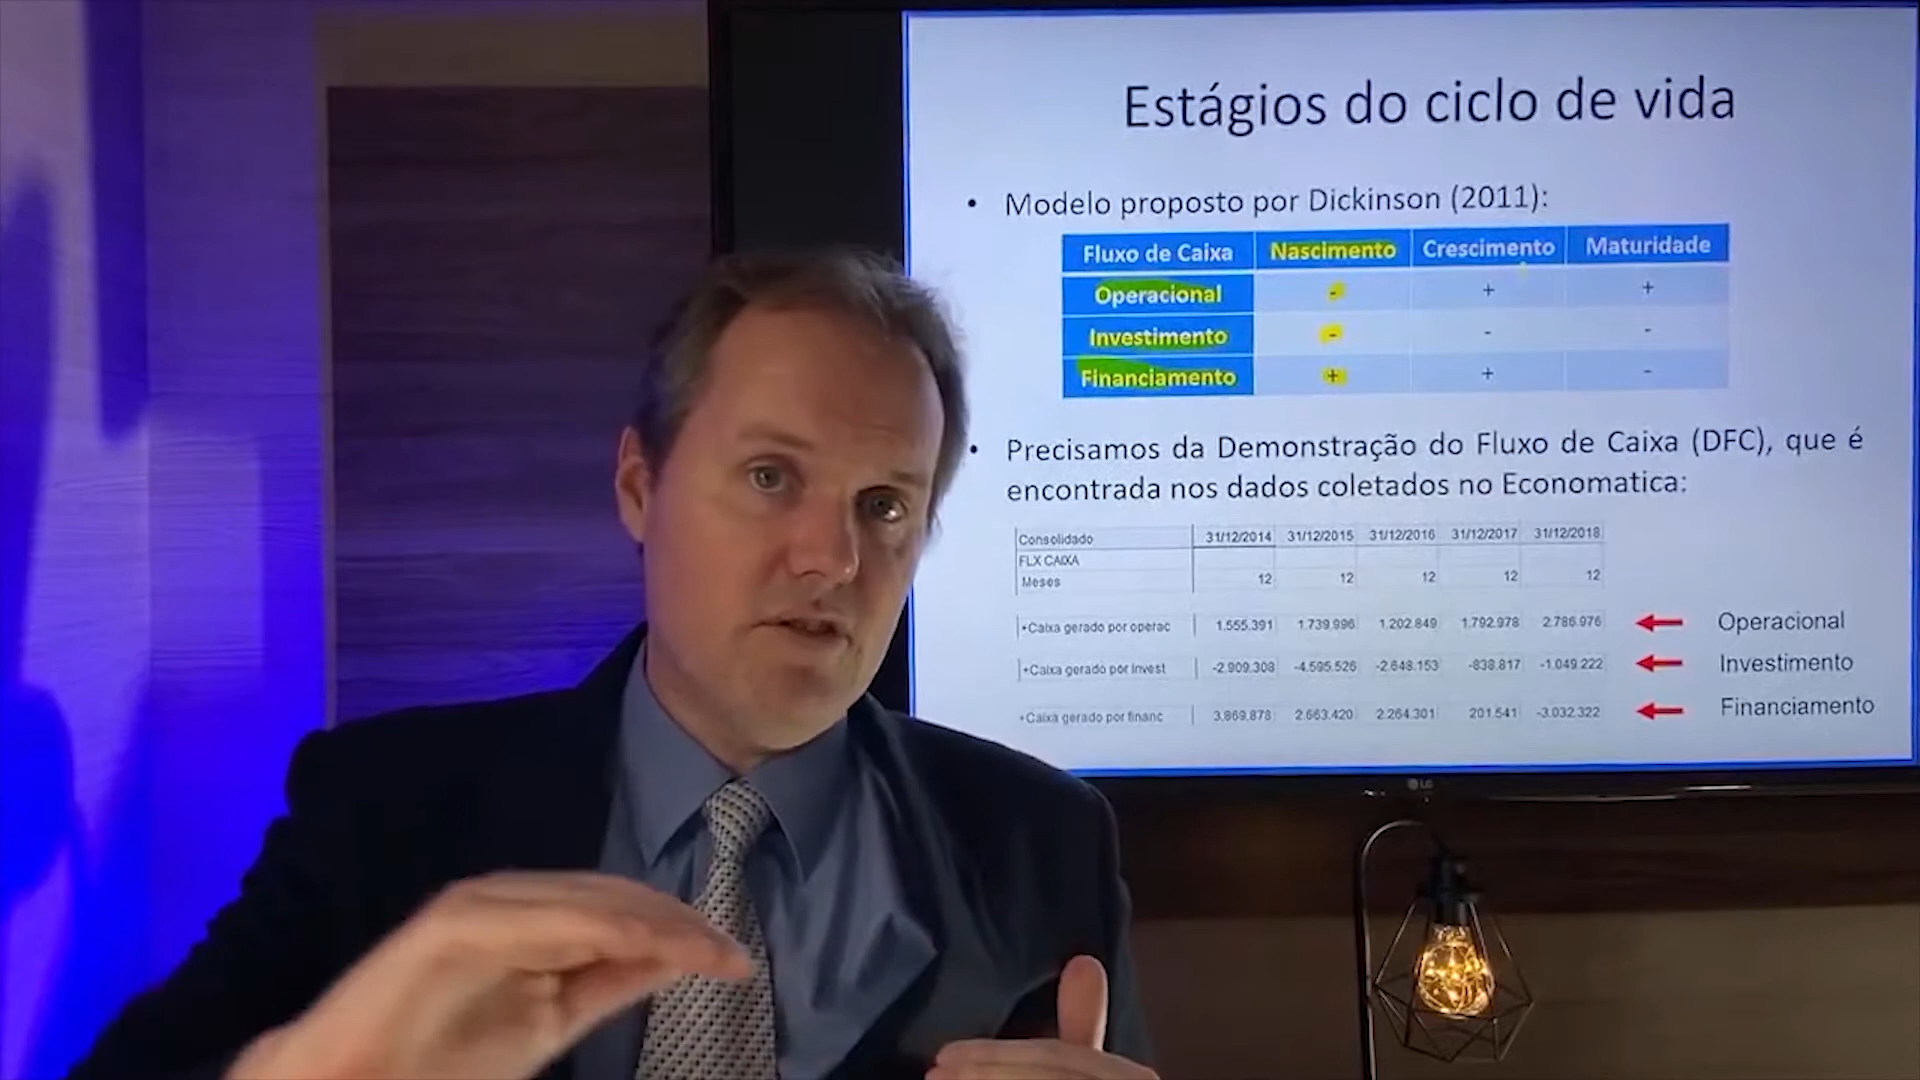 Estágios do ciclo de vida
• Modelo proposto por Dickinson (2011):
Fluxo de Caixa Nascimento Crescimento Maturidade
Operacional - + +
Investimento - - -
Financiamento + + -
• Precisamos da Demonstração do Fluxo de Caixa (DFC), que é
encontrada nos dados coletados no Economatica:
Consolidado 31/12/2014 31/12/2015 31/12/2016 31/12/2017 31/12/2018
FLX CAIXA
Meses 12 12 12 12 12
+Caixa gerado por operac 1.555.391 1.739.996 1.202.849 1.792.978 2.786.976 Operacional
+Caixa gerado por Invest -2.909.308 -4.595.526 -2.648.153 -838.817 -1.049.222 Investimento
+Caixa gerado por financ 3.869.878 2.663.420 2.264.301 201.541 -3.032.322 Financiamento
LG